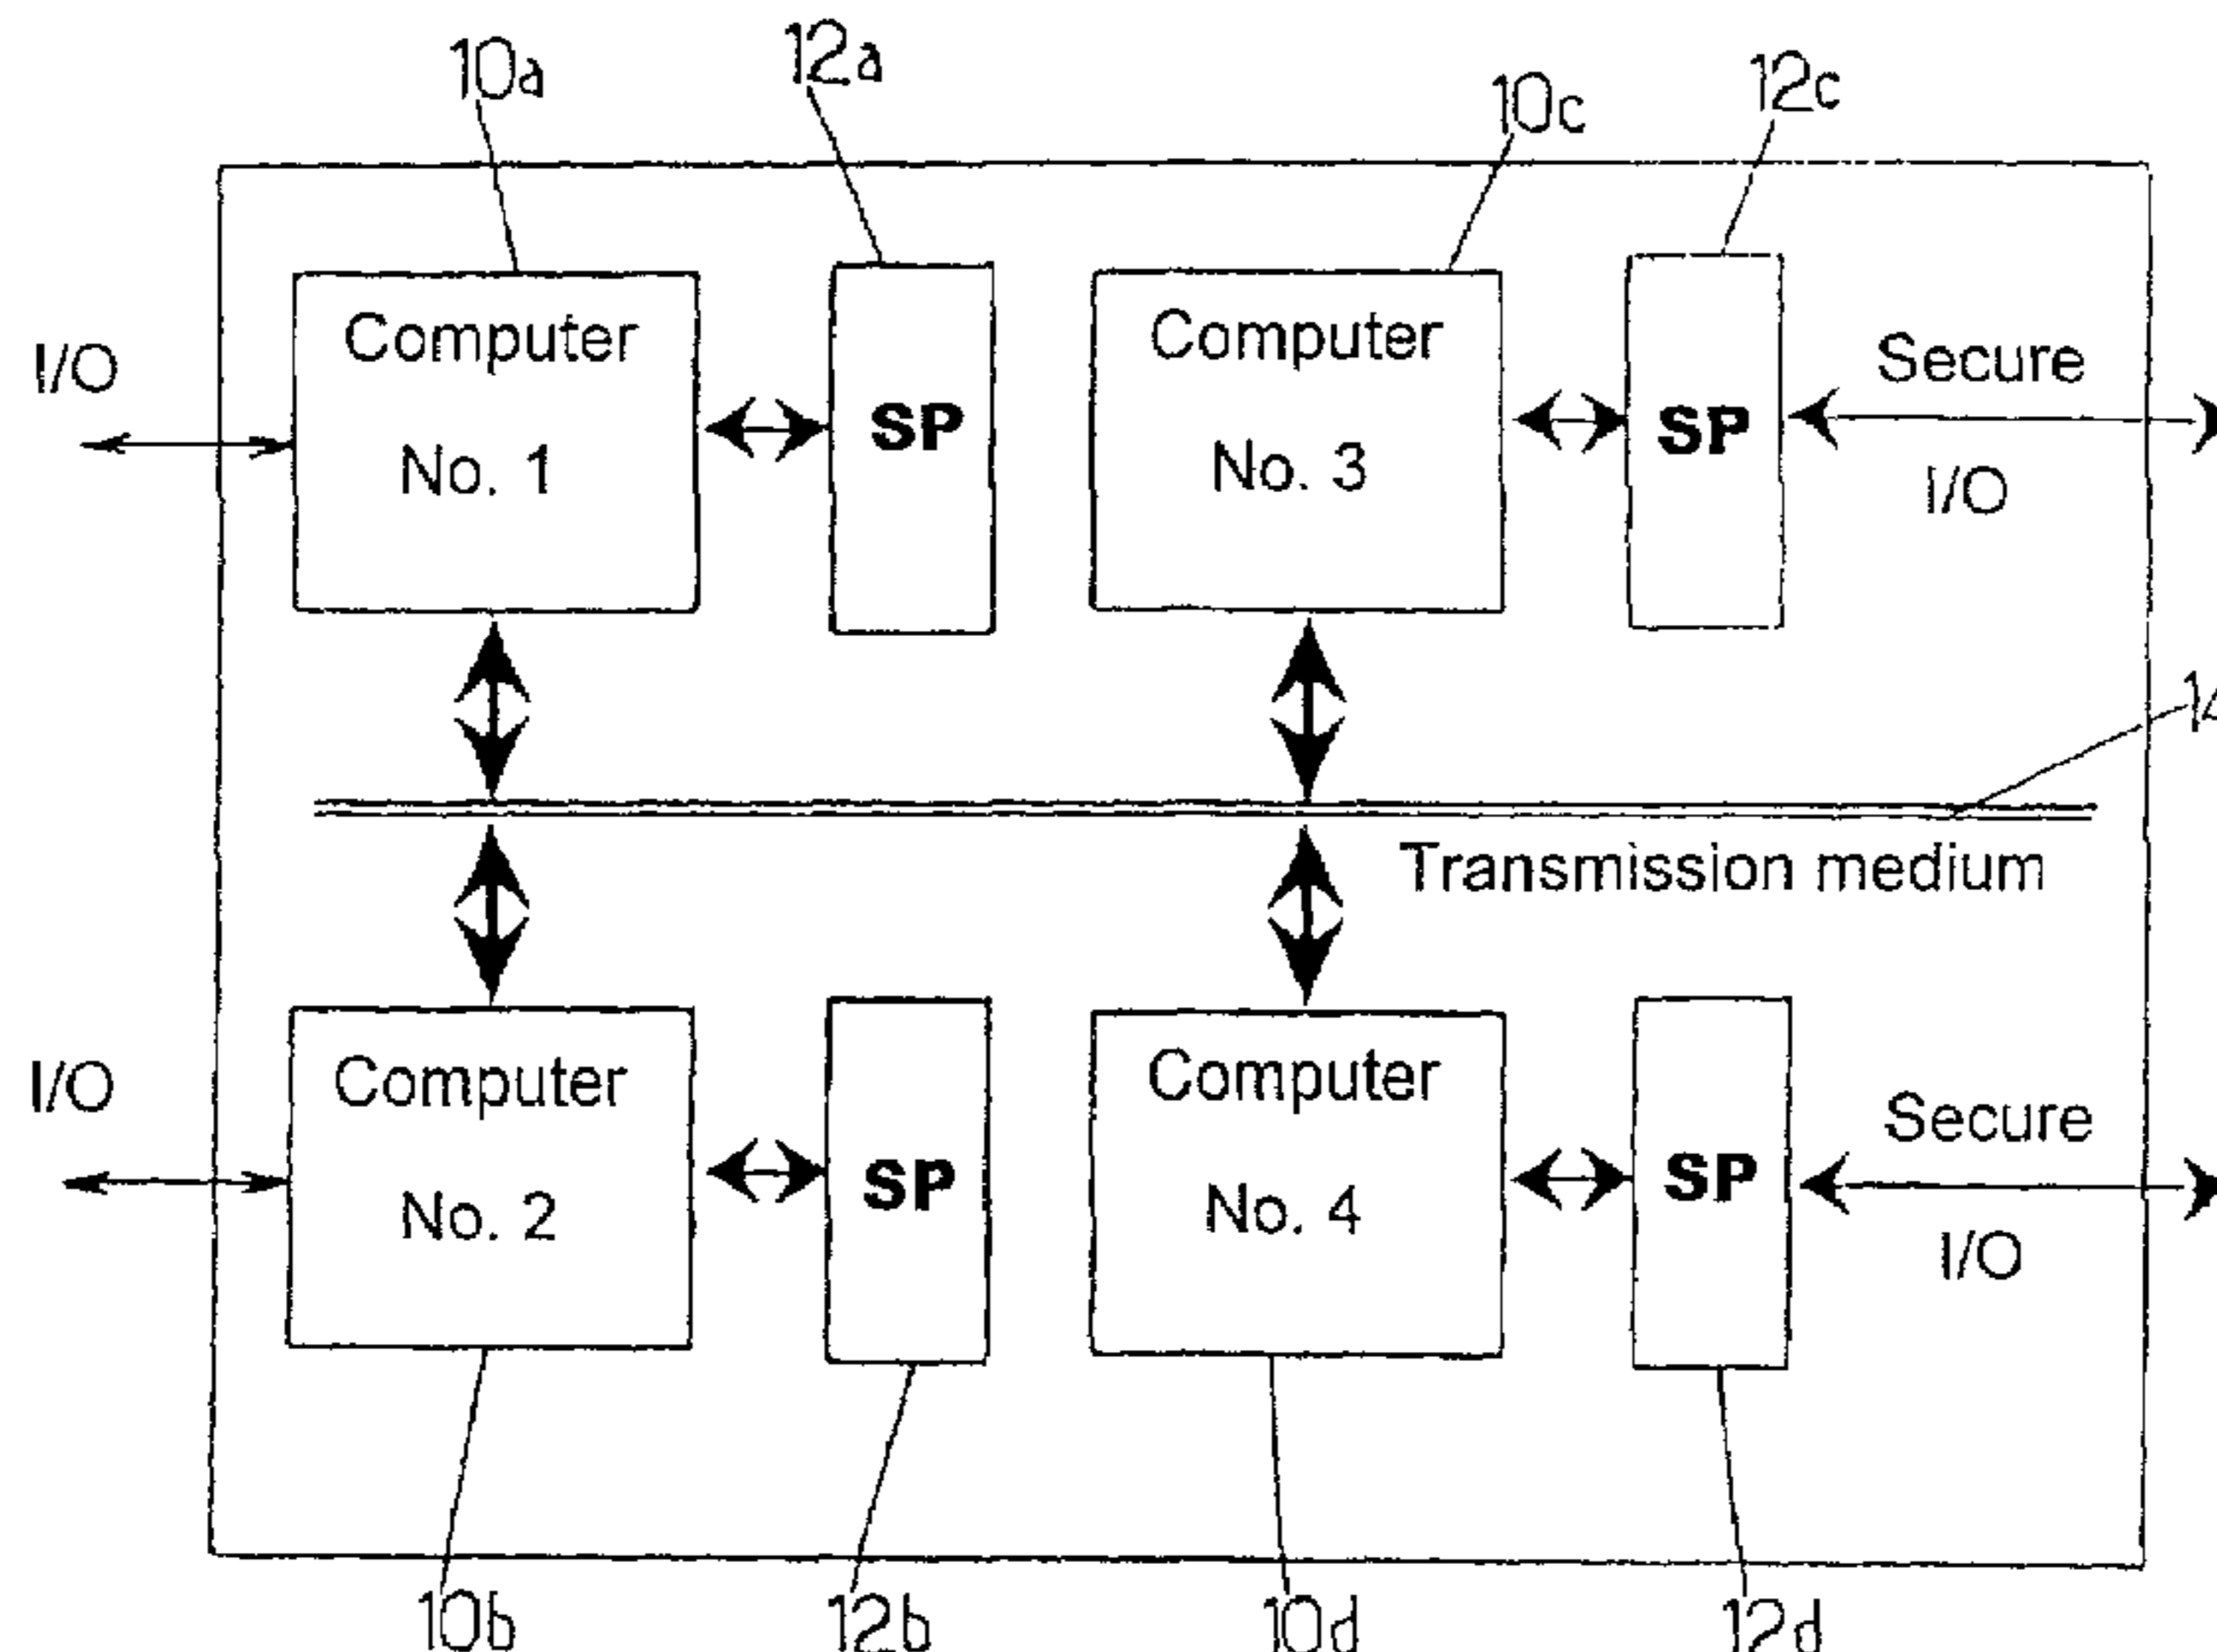 10a
12a
10c
12c
I/O
Computer
No. 1
SP
Computer
No. 3
SP
Secure
I/O
14
Transmission medium
I/O
Computer
No. 2
SP
Computer
No. 4
SP
Secure
I/O
10b
12b
10d
12d